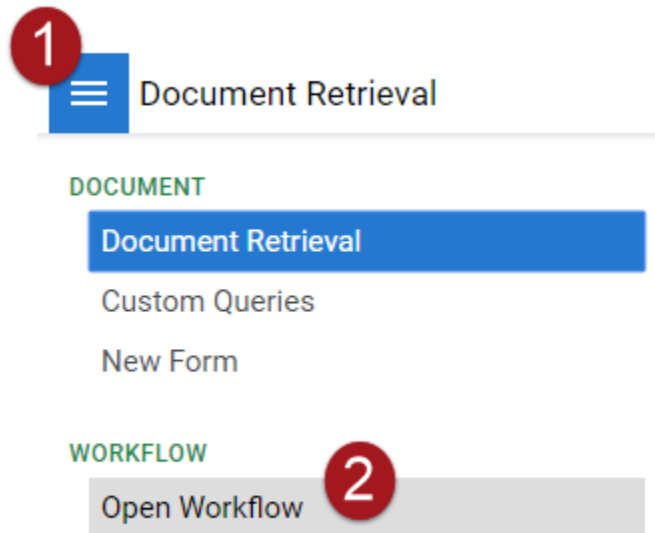 1
Document Retrieval
DOCUMENT
Document Retrieval
Custom Queries
New Form
WORKFLOW
2
Open Workflow